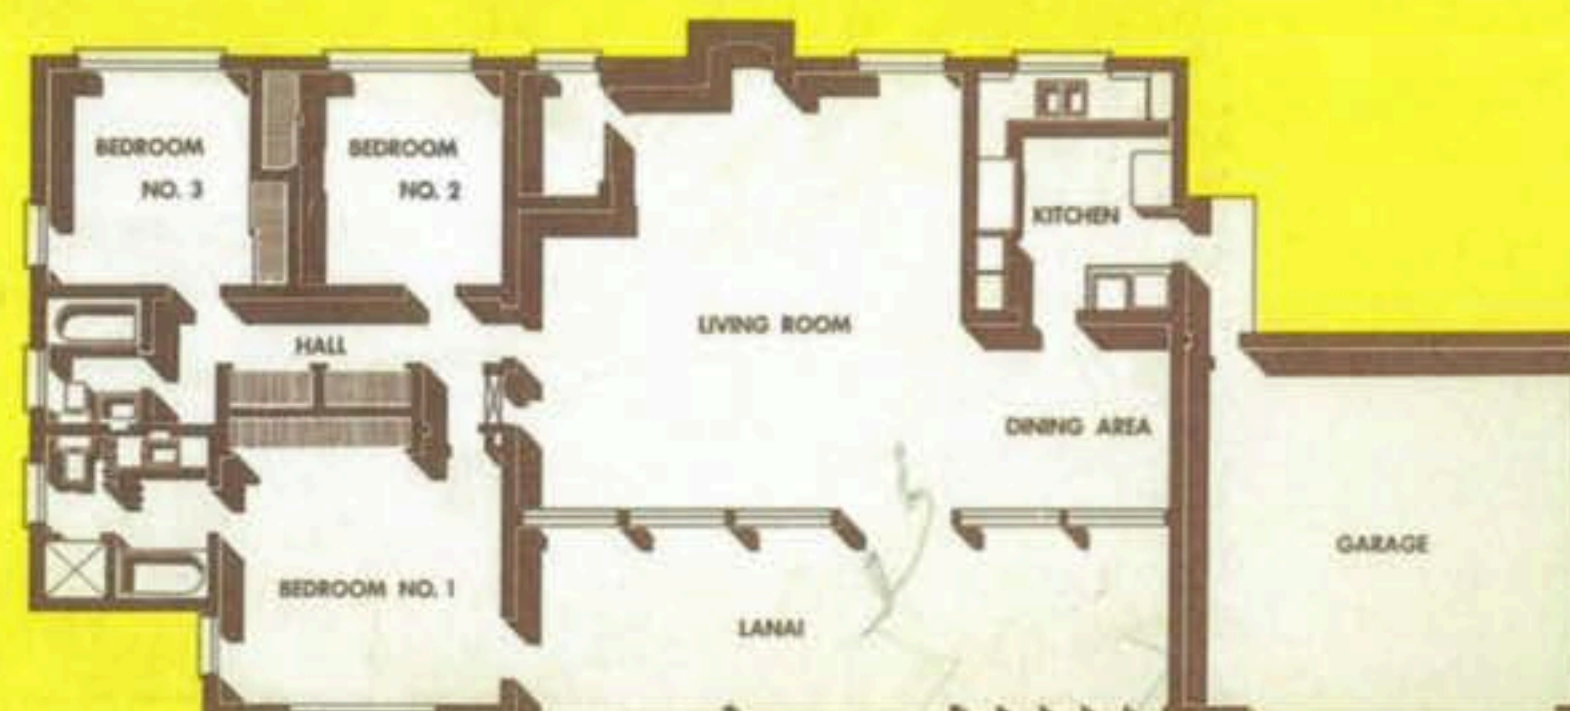 BEDROOM
NO. 3
BEDROOM
NO. 2
KITCHEN
LIVING ROOM
HALL
DINING AREA
GARAGE
BEDROOM NO. 1
LANAI